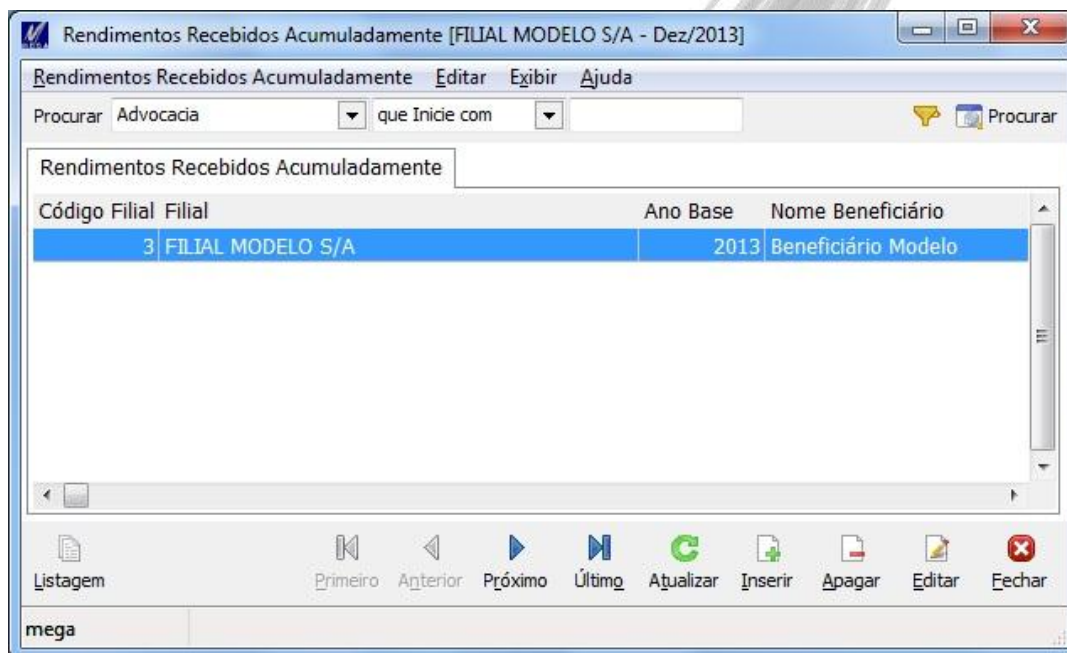 Rendimentos Recebidos Acumuladamente [FILIAL MODELO S/A - Dez/2013]
Rendimentos Recebidos Acumuladamente Editar Exibir Ajuda
Procurar Advocacia que Inicie com Procurar
Rendimentos Recebidos Acumuladamente
Código Filial Filial Ano Base Nome Beneficiário
3 FILIAL MODELO S/A 2013 Beneficiário Modelo
Listagem Primeiro Anterior Próximo Último Atualizar Inserir Apagar Editar Fechar
mega